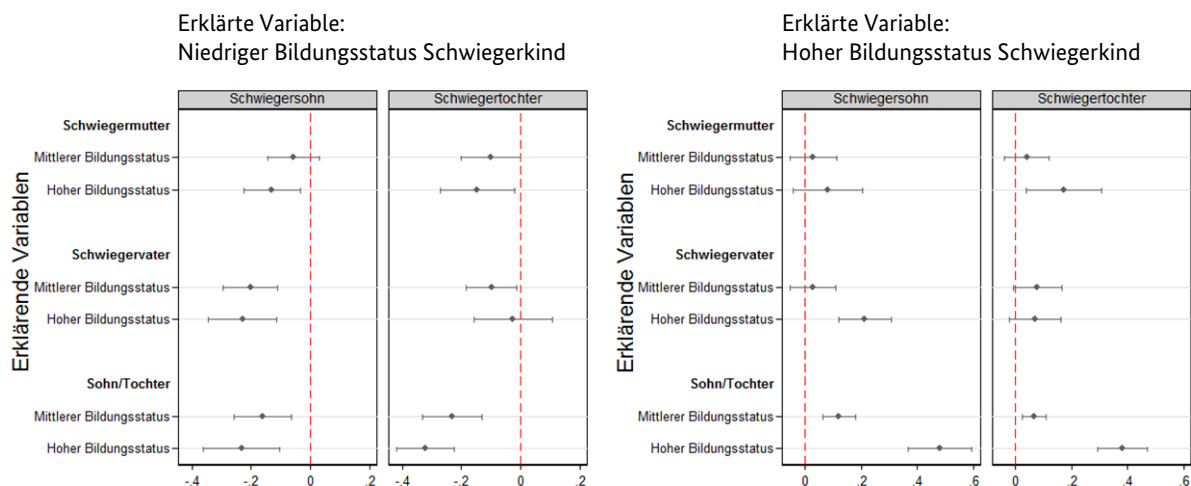 Erklärte Variable:
Niedriger Bildungsstatus Schwiegerkind
Schwiegersohn
Schwiegertochter
Erklärende Variablen
Schwiegermutter
Mittlerer Bildungsstatus
Hoher Bildungsstatus
Schwiegervater
Mittlerer Bildungsstatus
Hoher Bildungsstatus
Sohn/Tochter
Mittlerer Bildungsstatus
Hoher Bildungsstatus
-.4 -.2 0 .2
-.4 -.2 0 .2
Erklärte Variable:
Hoher Bildungsstatus Schwiegerkind
Schwiegersohn
Schwiegertochter
Erklärende Variablen
Schwiegermutter
Mittlerer Bildungsstatus
Hoher Bildungsstatus
Schwiegervater
Mittlerer Bildungsstatus
Hoher Bildungsstatus
Sohn/Tochter
Mittlerer Bildungsstatus
Hoher Bildungsstatus
0 .2 .4 .6
0 .2 .4 .6